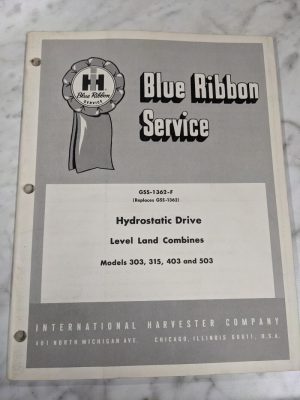 IH
Blue Ribbon
SERVICE
Blue Ribbon
Service
GSS-1362-F
(Replaces GSS-1362)
Hydrostatic Drive
Level Land Combines
Models 303, 315, 403 and 503
INTERNATIONAL HARVESTER COMPANY
401 NORTH MICHIGAN AVE. CHICAGO, ILLINOIS 60611, U.S.A.